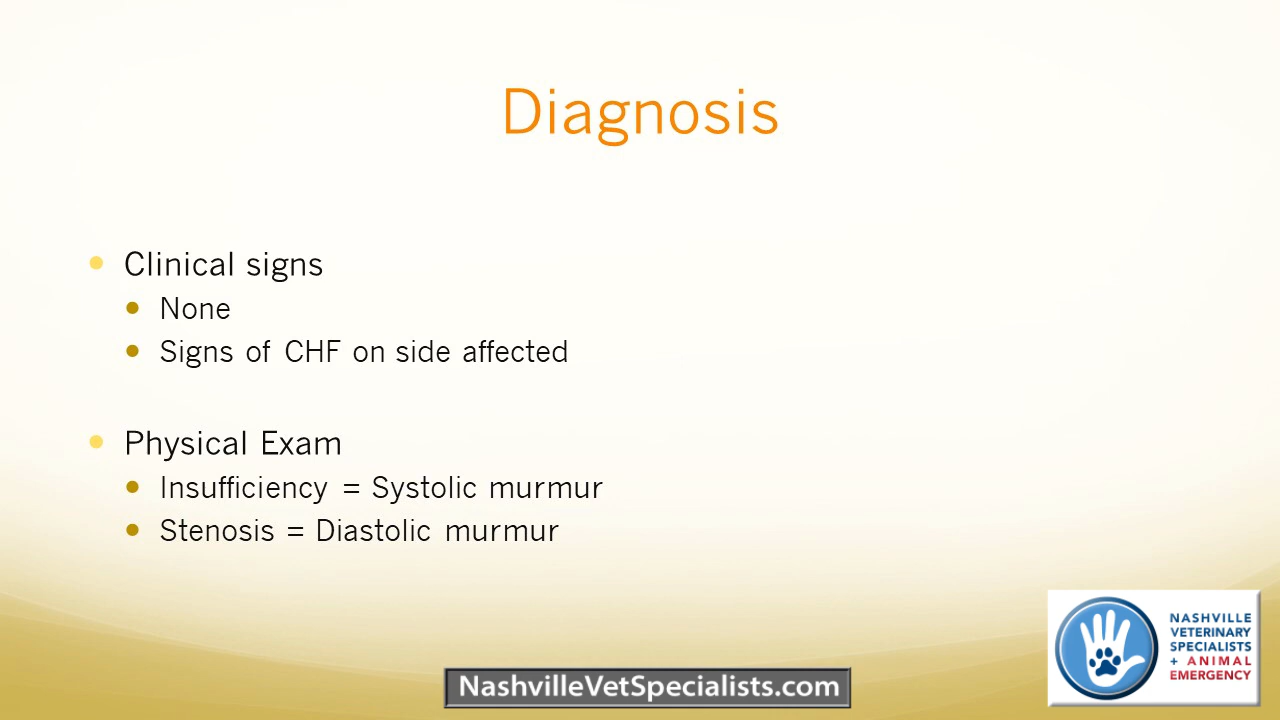 Diagnosis
Clinical signs
None
Signs of CHF on side affected
Physical Exam
Insufficiency = Systolic murmur
Stenosis = Diastolic murmur
NASHVILLE
VETERINARY
SPECIALISTS
+ ANIMAL
EMERGENCY
NashvilleVetSpecialists.com